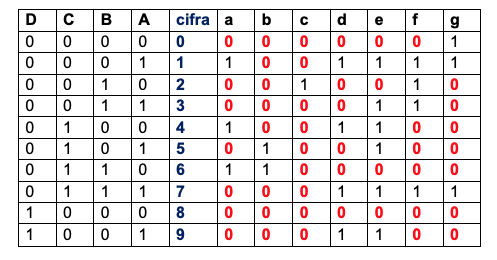 D C B A cifra a b c d e f g
0 0 0 0 0 0 0 0 0 0 0 1
0 0 0 1 1 1 0 0 1 1 1 1
0 0 1 0 2 0 0 1 0 0 1 0
0 0 1 1 3 0 0 0 0 1 1 0
0 1 0 0 4 1 0 0 1 1 0 0
0 1 0 1 5 0 1 0 0 1 0 0
0 1 1 0 6 1 1 0 0 0 0 0
0 1 1 1 7 0 0 0 1 1 1 1
1 0 0 0 8 0 0 0 0 0 0 0
1 0 0 1 9 0 0 0 1 1 0 0